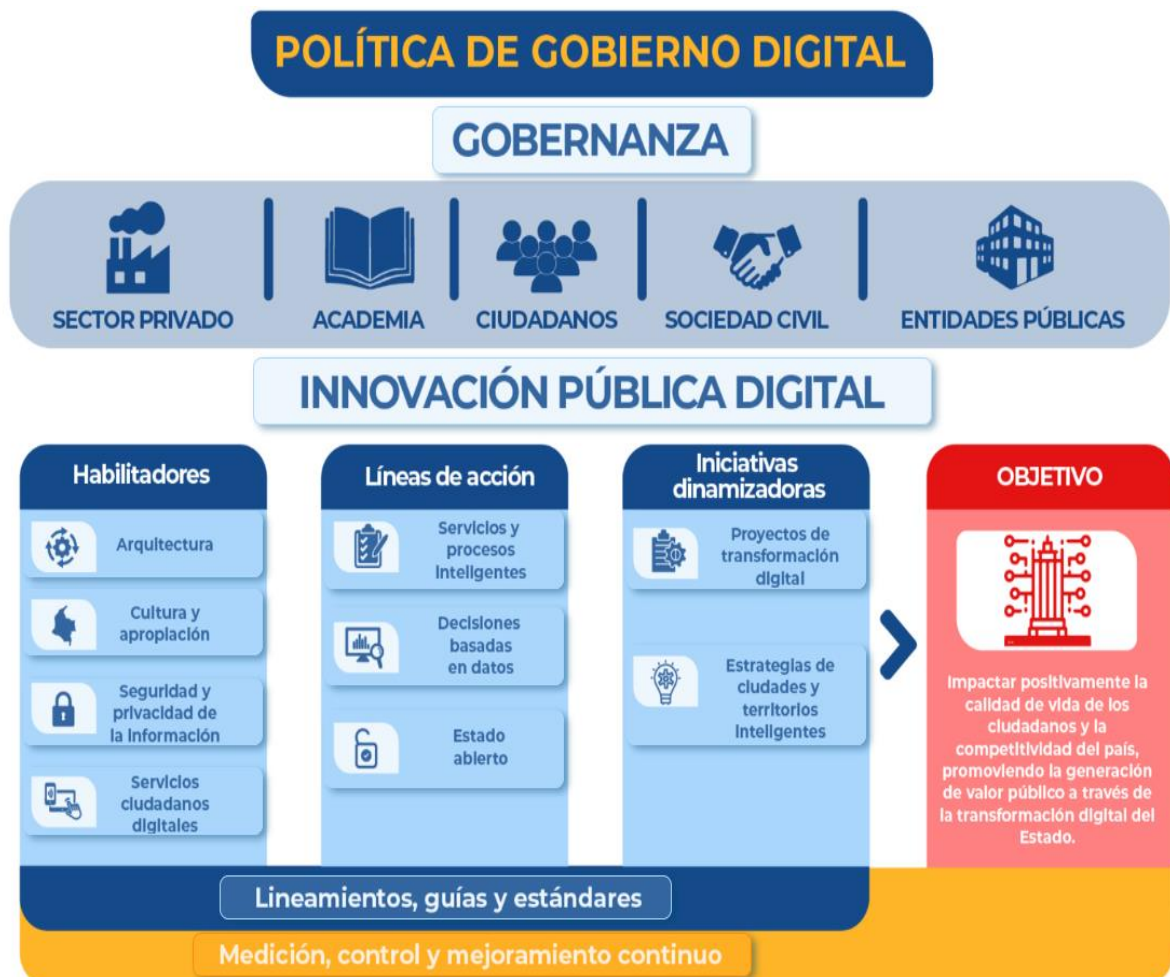 POLÍTICA DE GOBIERNO DIGITAL
GOBERNANZA
SECTOR PRIVADO
ACADEMIA
CIUDADANOS
SOCIEDAD CIVIL
ENTIDADES PÚBLICAS
INNOVACIÓN PÚBLICA DIGITAL
Habilitadores
Arquitectura
Cultura y
apropiación
Seguridad y
privacidad de
la información
Servicios
ciudadanos
digitales
Líneas de acción
Servicios y
procesos
inteligentes
Decisiones
basadas
en datos
Estado
abierto
Iniciativas
dinamizadoras
Proyectos de
transformación
digital
Estrategias de
ciudades y
territorios
inteligentes
OBJETIVO
Impactar positivamente la
calidad de vida de los
ciudadanos y la
competitividad del país,
promoviendo la generación
de valor público a través de
la transformación digital del
Estado.
Lineamientos, guías y estándares
Medición, control y mejoramiento continuo